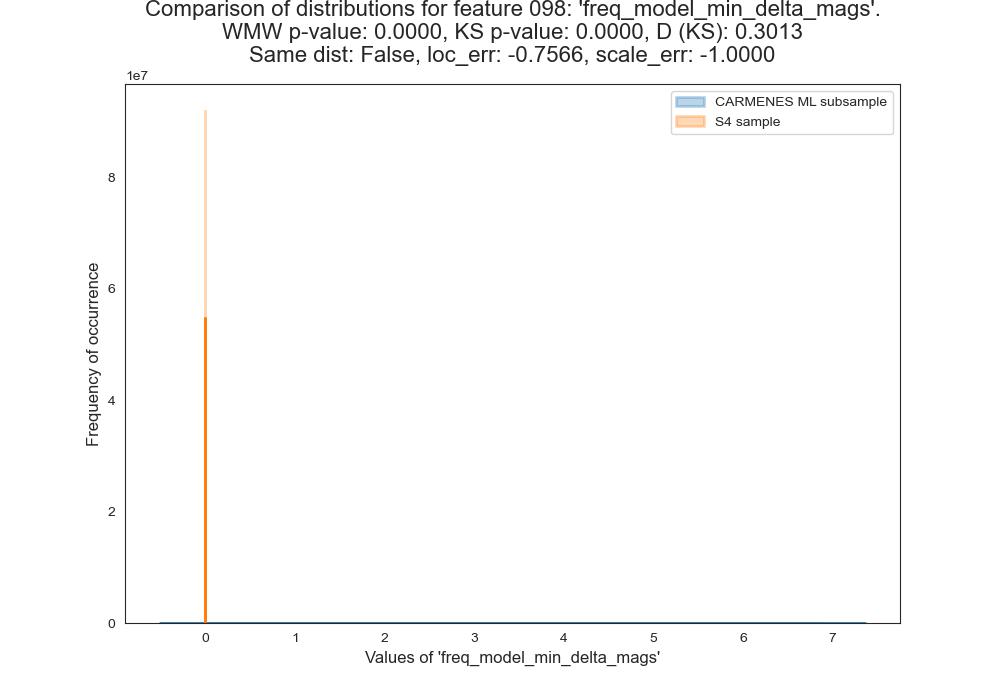 Comparison of distributions for feature 098: 'freq_model_min_delta_mags'.
WMW p-value: 0.0000, KS p-value: 0.0000, D (KS): 0.3013
Same dist: False, loc_err: -0.7566, scale_err: -1.0000
1e7
CARMENES ML subsample
S4 sample
8
6
4
2
0
Frequency of occurrence
0 1 2 3 4 5 6 7
Values of 'freq_model_min_delta_mags'